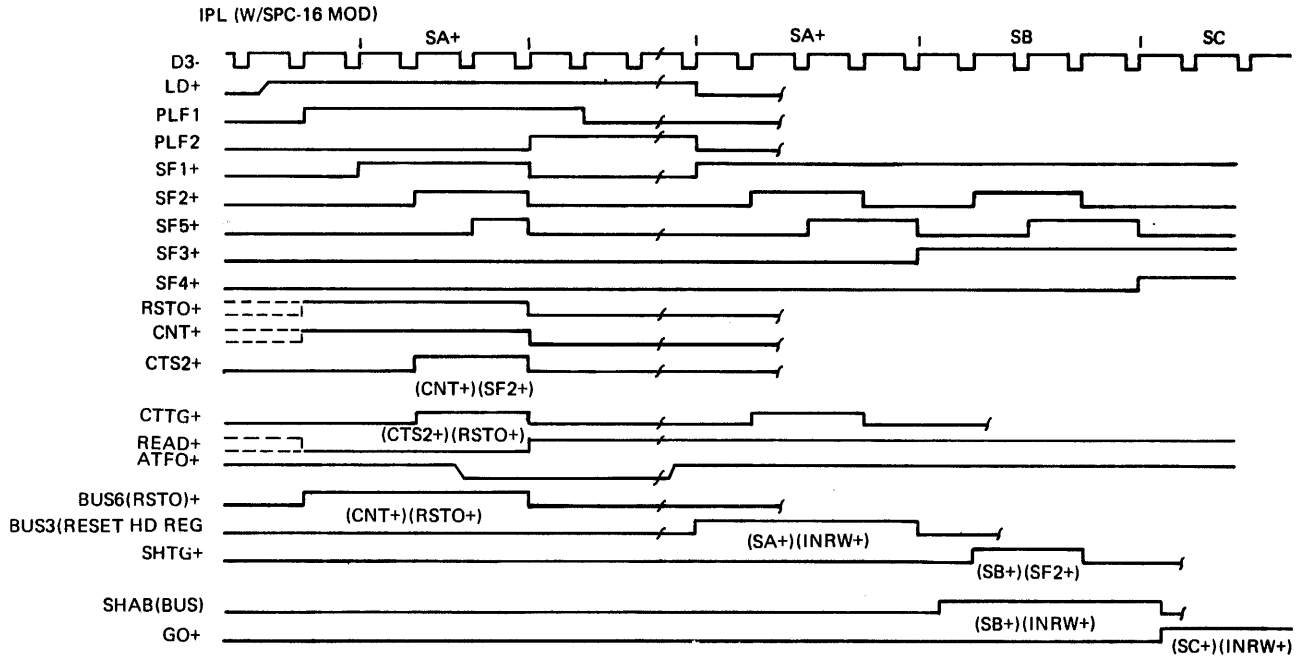 IPL (W/SPC-16 MOD)
SA+ SA+ SB SC
D3-
LD+
PLF1
PLF2
SF1+
SF2+
SF5+
SF3+
SF4+
RSTO+
CNT+
CTS2+
(CNT+)(SF2+)
CTTG+
(CTS2+)(RSTO+)
READ+
ATFO+
BUS6(RSTO)+
(CNT+)(RSTO+)
BUS3(RESET HD REG
(SA+)(INRW+)
SHTG+
(SB+)(SF2+)
SHAB(BUS)
(SB+)(INRW+)
GO+
(SC+)(INRW+)